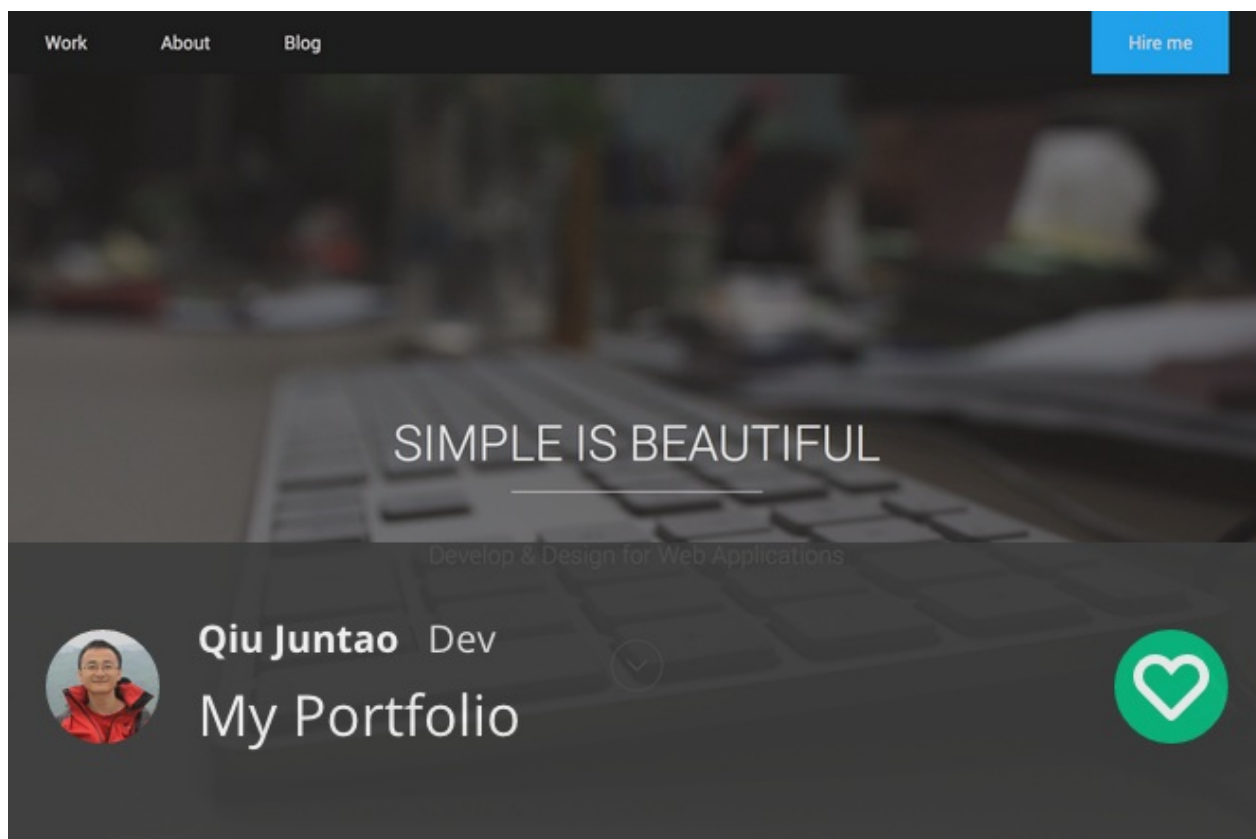 Work About Blog Hire me
SIMPLE IS BEAUTIFUL
Develop & Design for Web Applications
Qiu Juntao Dev
My Portfolio